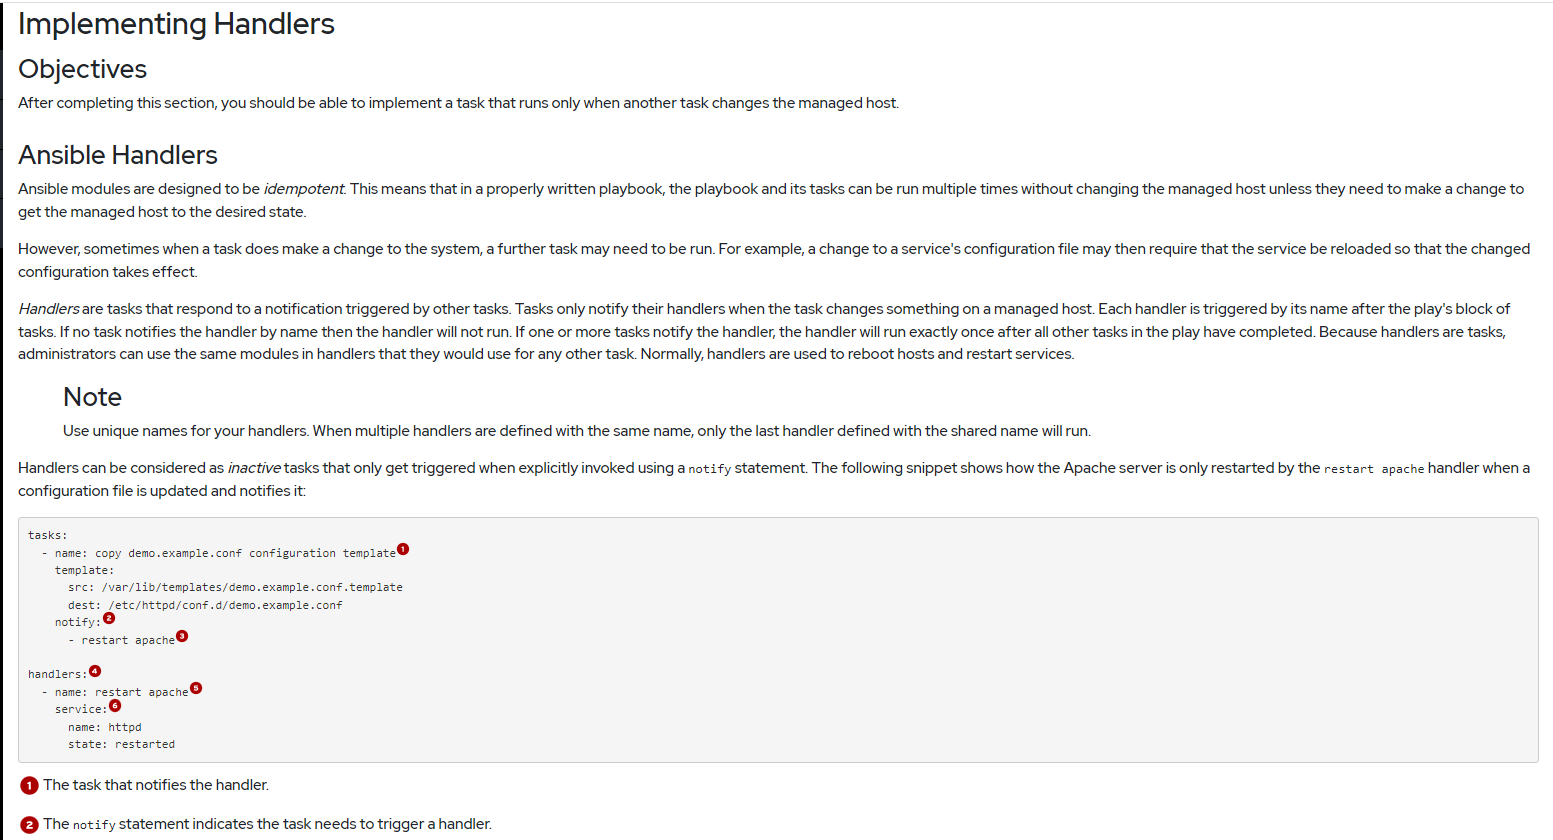 Implementing Handlers
Objectives
After completing this section, you should be able to implement a task that runs only when another task changes the managed host.
Ansible Handlers
Ansible modules are designed to be idempotent. This means that in a properly written playbook, the playbook and its tasks can be run multiple times without changing the managed host unless they need to make a change to
get the managed host to the desired state.
However, sometimes when a task does make a change to the system, a further task may need to be run. For example, a change to a service's configuration file may then require that the service be reloaded so that the changed
configuration takes effect.
Handlers are tasks that respond to a notification triggered by other tasks. Tasks only notify their handlers when the task changes something on a managed host. Each handler is triggered by its name after the play's block of
tasks. If no task notifies the handler by name then the handler will not run. If one or more tasks notify the handler, the handler will run exactly once after all other tasks in the play have completed. Because handlers are tasks,
administrators can use the same modules in handlers that they would use for any other task. Normally, handlers are used to reboot hosts and restart services.
Note
Use unique names for your handlers. When multiple handlers are defined with the same name, only the last handler defined with the shared name will run.
Handlers can be considered as inactive tasks that only get triggered when explicitly invoked using a notify statement. The following snippet shows how the Apache server is only restarted by the restart apache handler when a
configuration file is updated and notifies it:
tasks:
  - name: copy demo.example.conf configuration template 1
    template:
      src: /var/lib/templates/demo.example.conf.template
      dest: /etc/httpd/conf.d/demo.example.conf
    notify: 2
      - restart apache 3
handlers: 4
  - name: restart apache 5
    service: 6
      name: httpd
      state: restarted
1 The task that notifies the handler.
2 The notify statement indicates the task needs to trigger a handler.